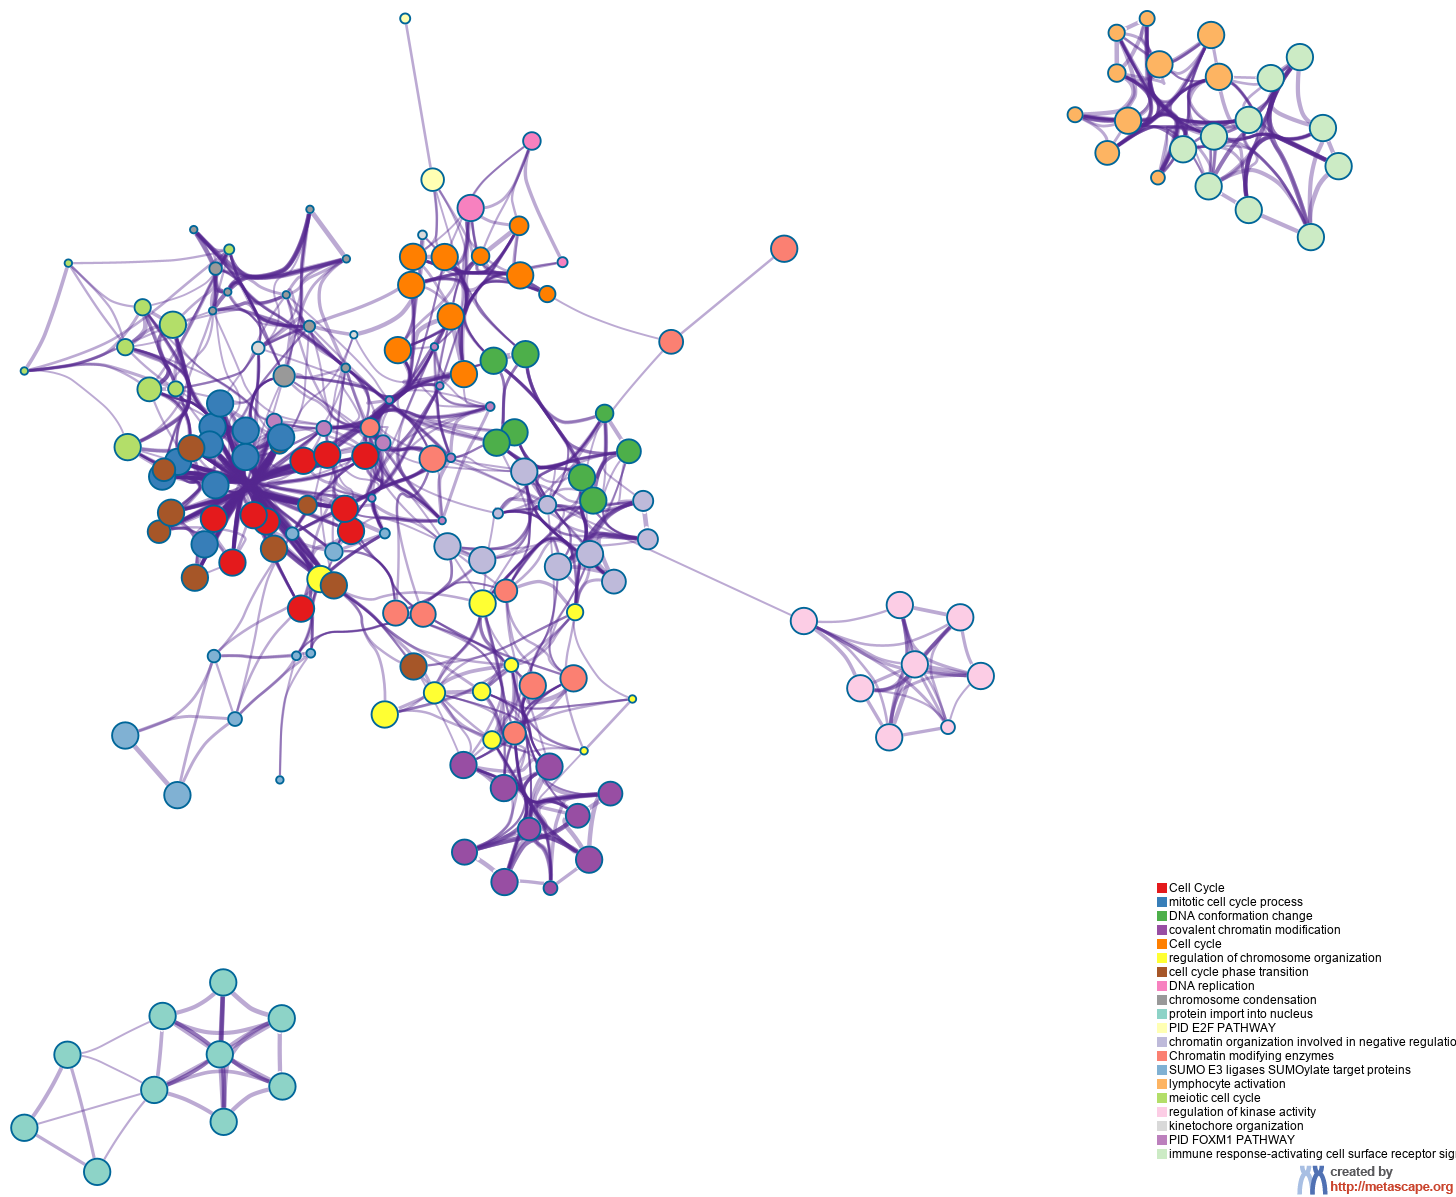 Cell Cycle
mitotic cell cycle process
DNA conformation change
covalent chromatin modification
Cell cycle
regulation of chromosome organization
cell cycle phase transition
DNA replication
chromosome condensation
protein import into nucleus
PID E2F PATHWAY
chromatin organization involved in negative regulatio
Chromatin modifying enzymes
SUMO E3 ligases SUMOylate target proteins
lymphocyte activation
meiotic cell cycle
regulation of kinase activity
kinetochore organization
PID FOXM1 PATHWAY
immune response-activating cell surface receptor sig
created by
http://metascape.org